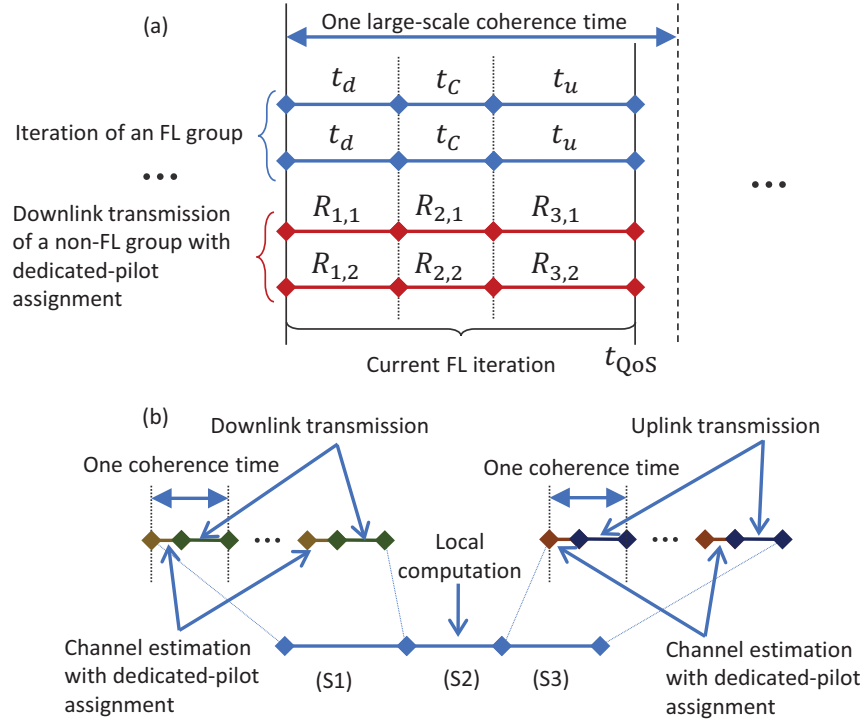 (a)
One large-scale coherence time
t_d t_C t_u
Iteration of an FL group
t_d t_C t_u
...
...
Downlink transmission
of a non-FL group with
dedicated-pilot
assignment
R_{1,1} R_{2,1} R_{3,1}
R_{1,2} R_{2,2} R_{3,2}
Current FL iteration
t_QoS
(b)
Downlink transmission
Uplink transmission
One coherence time
One coherence time
...
...
Local
computation
Channel estimation
with dedicated-pilot
assignment
(S1) (S2) (S3)
Channel estimation
with dedicated-pilot
assignment